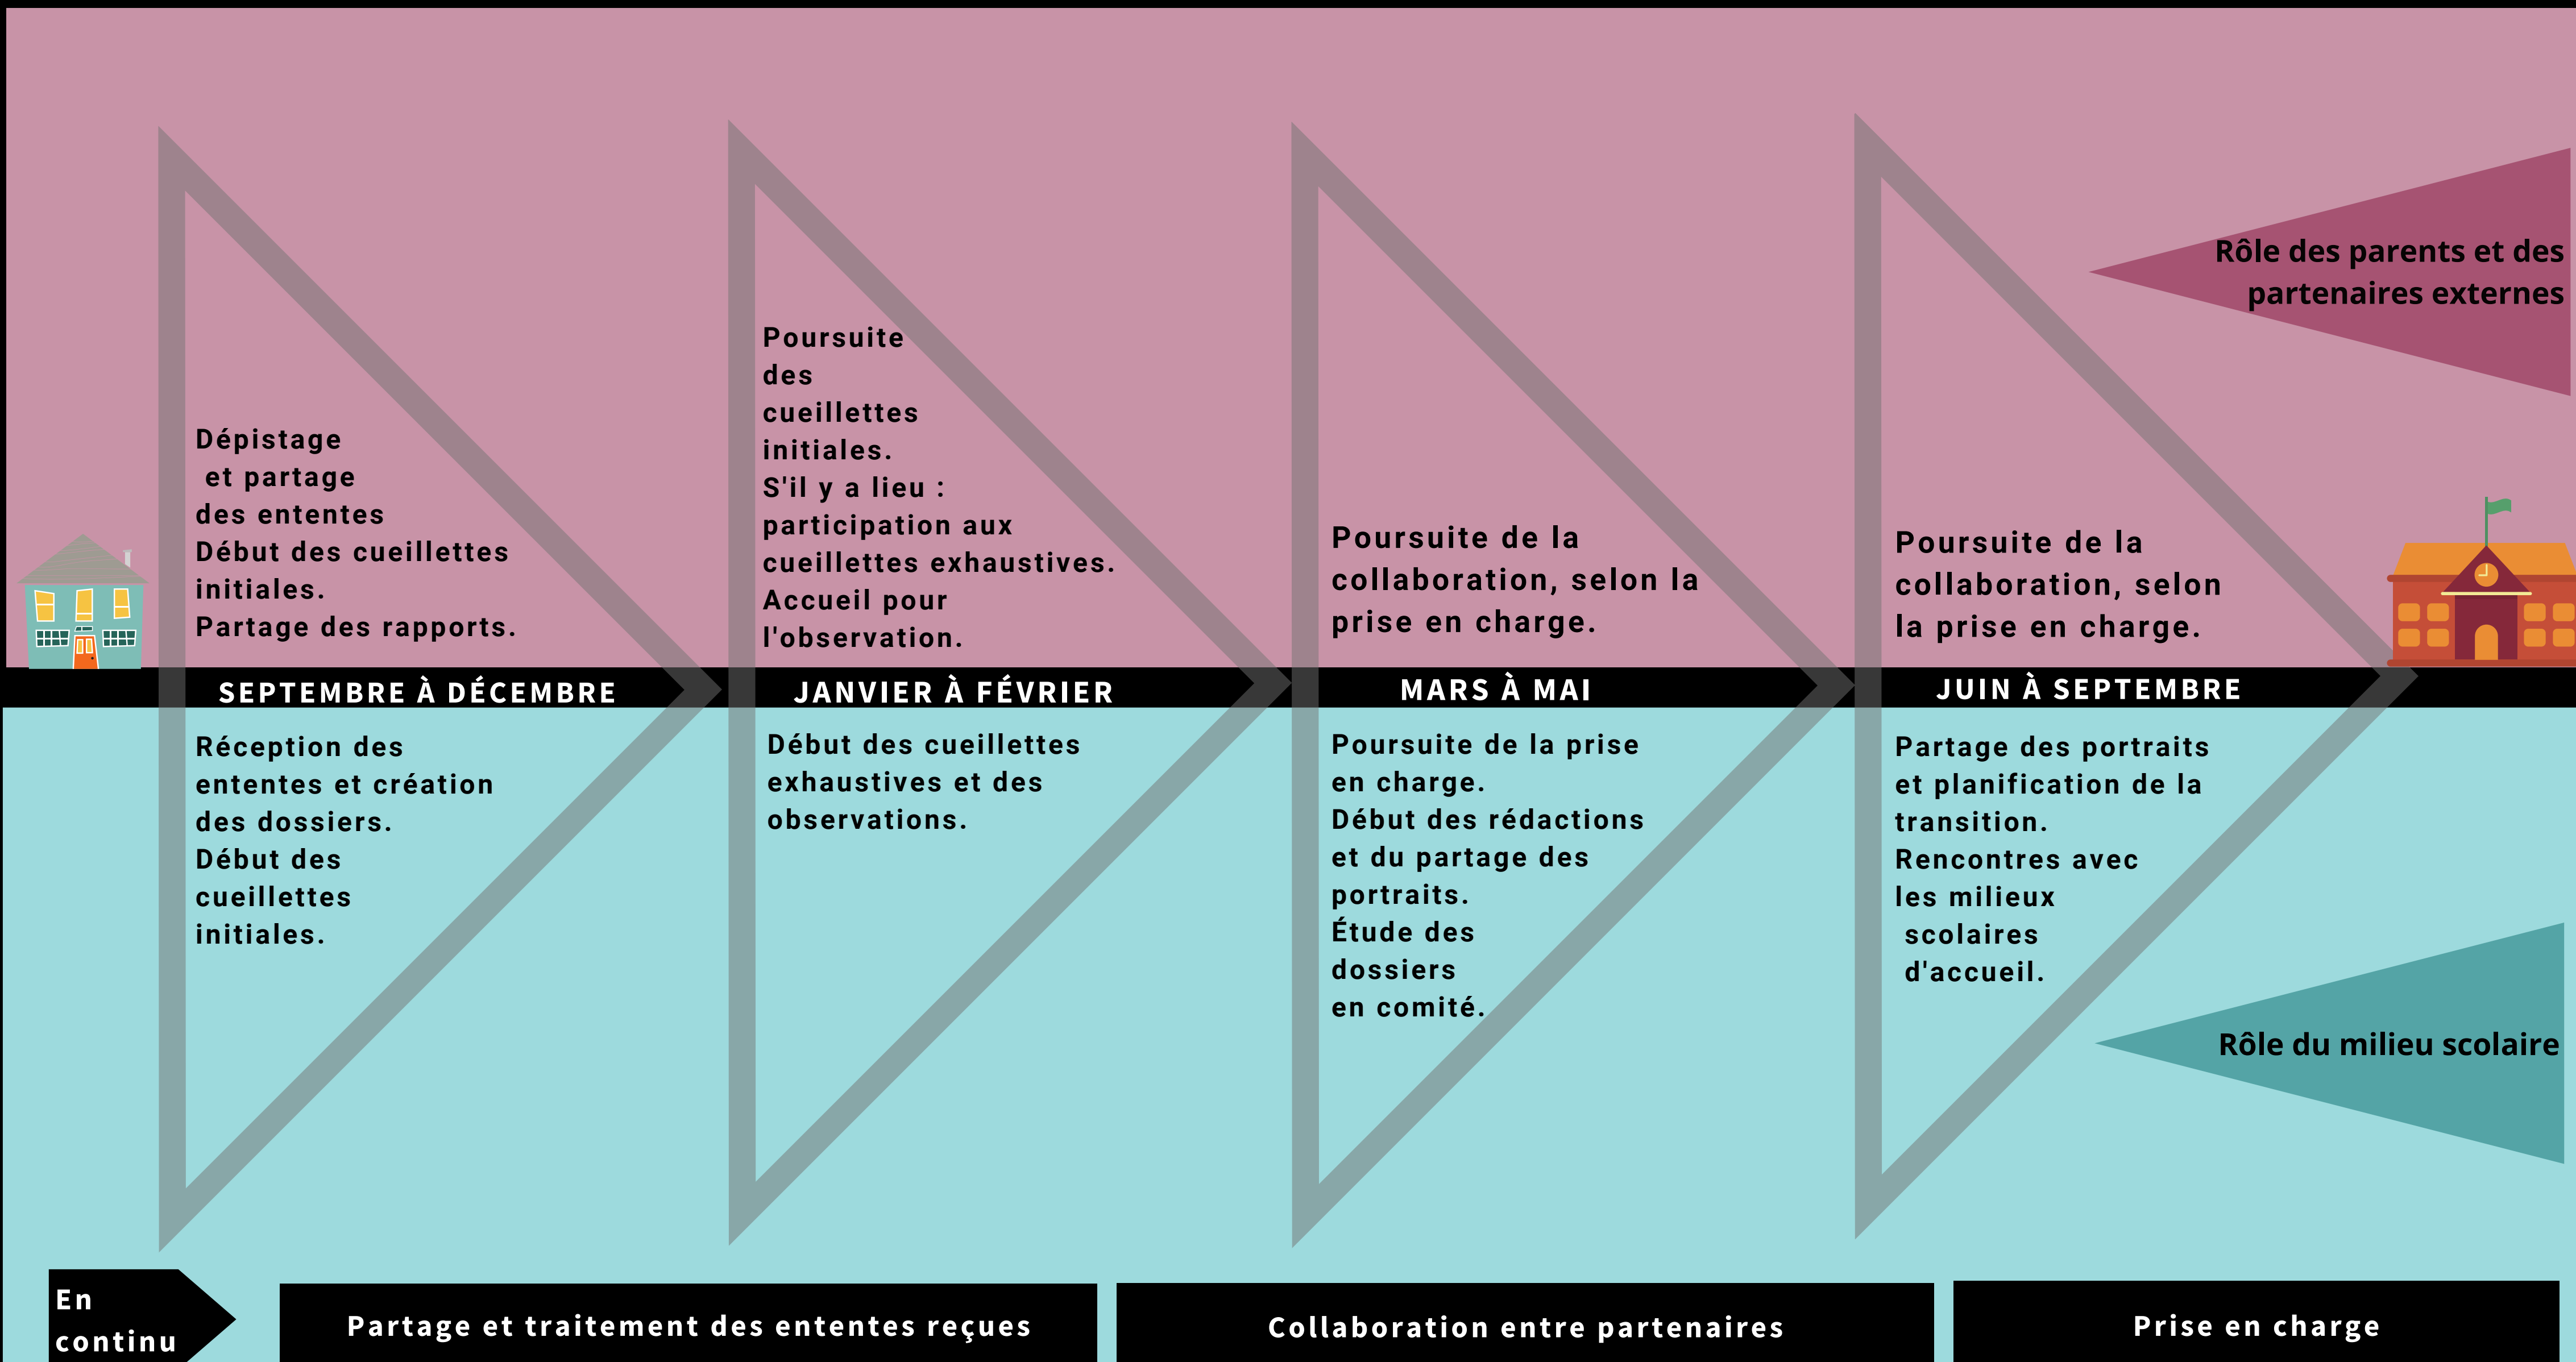 Rôle des parents et des
partenaires externes
Dépistage
et partage
des ententes
Début des cueillettes
initiales.
Partage des rapports.
Poursuite
des
cueillettes
initiales.
S'il y a lieu :
participation aux
cueillettes exhaustives.
Accueil pour
l'observation.
Poursuite de la
collaboration, selon la
prise en charge.
Poursuite de la
collaboration, selon
la prise en charge.
SEPTEMBRE À DÉCEMBRE
JANVIER À FÉVRIER
MARS À MAI
JUIN À SEPTEMBRE
Réception des
ententes et création
des dossiers.
Début des
cueillettes
initiales.
Début des cueillettes
exhaustives et des
observations.
Poursuite de la prise
en charge.
Début des rédactions
et du partage des
portraits.
Étude des
dossiers
en comité.
Partage des portraits
et planification de la
transition.
Rencontres avec
les milieux
scolaires
d'accueil.
Rôle du milieu scolaire
En
continu
Partage et traitement des ententes reçues
Collaboration entre partenaires
Prise en charge